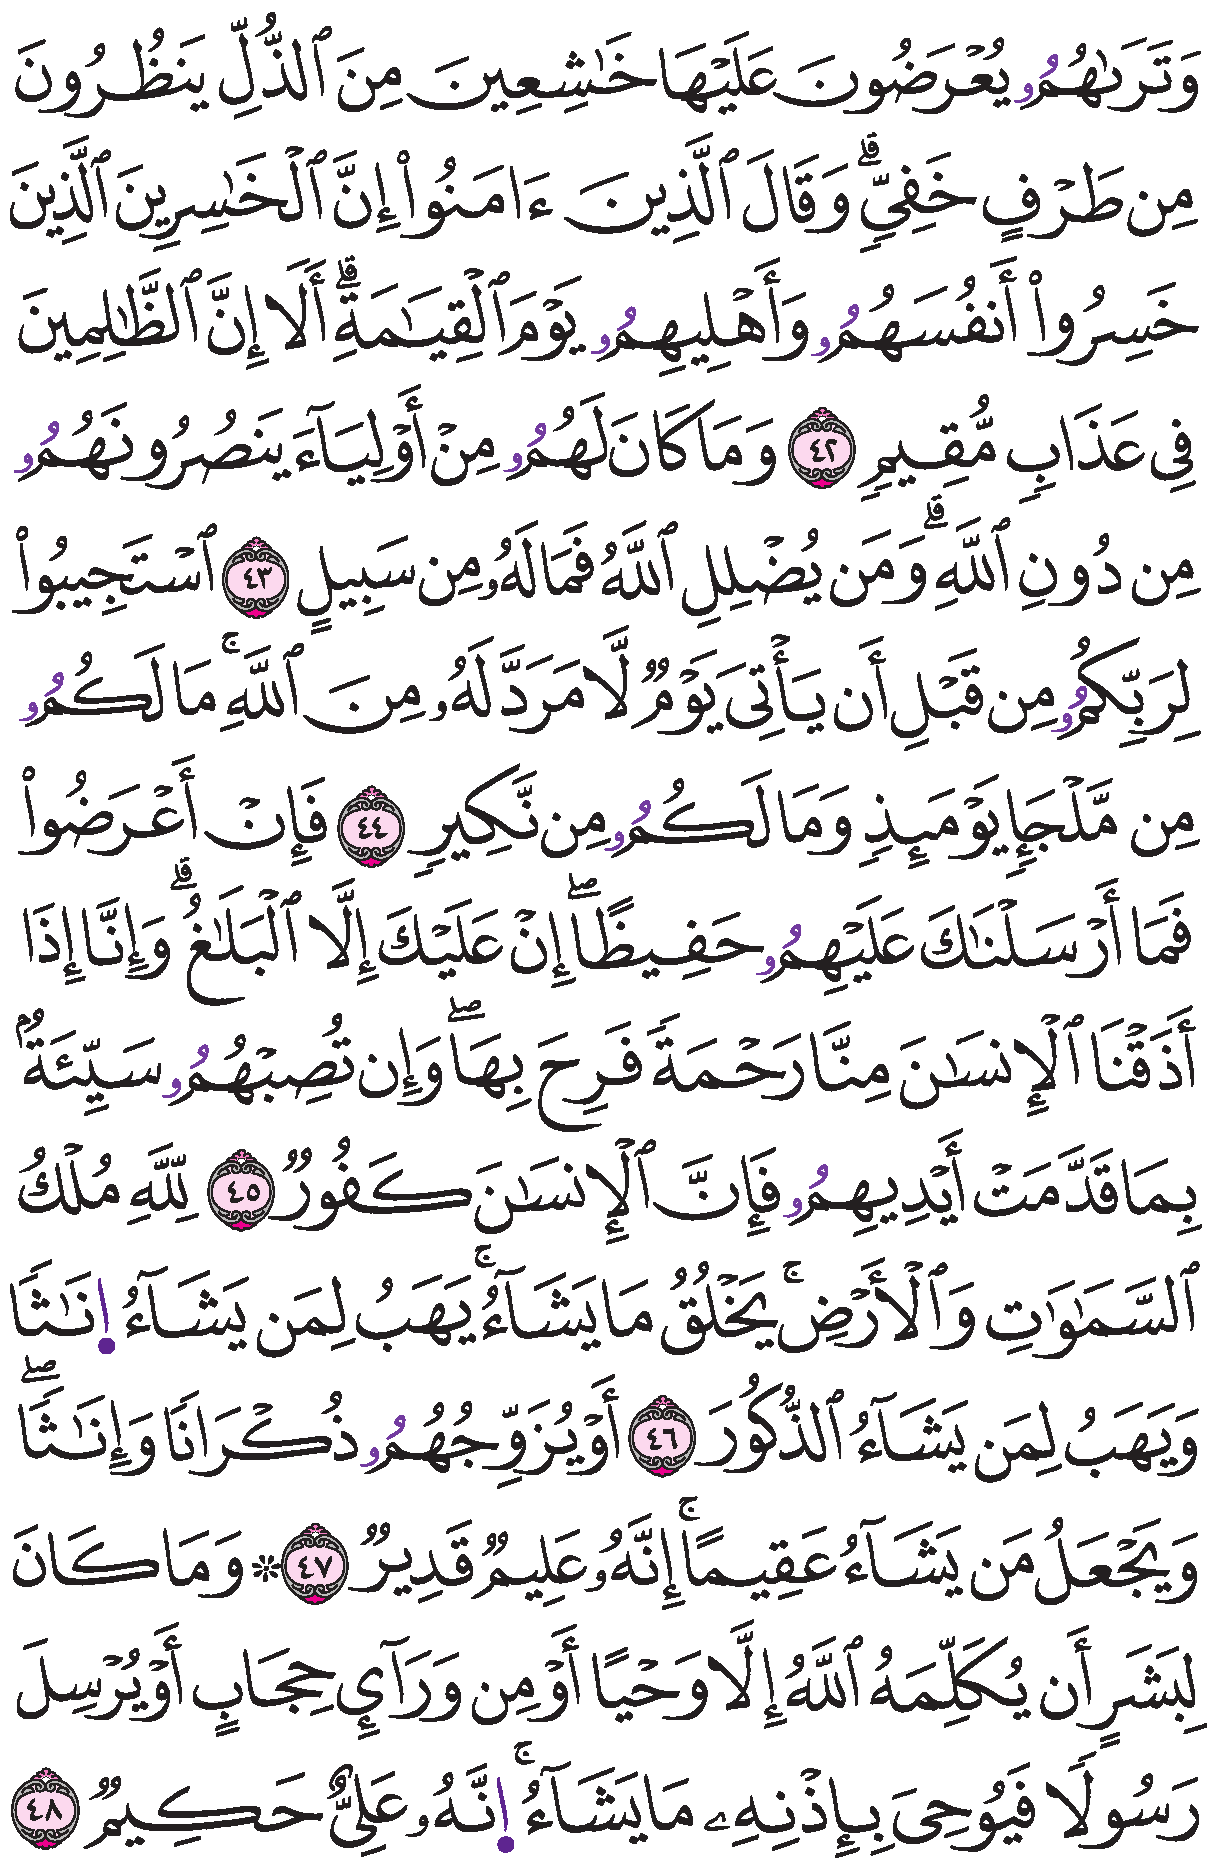 وَتَرَىٰهُمُۥ يُعْرَضُونَ عَلَيْهَا خَٰشِعِينَ مِنَ ٱلذُّلِّ يَنظُرُونَ
مِن طَرْفٍ خَفِيٍّۗ وَقَالَ ٱلَّذِينَ ءَامَنُوٓا۟ إِنَّ ٱلْخَٰسِرِينَ ٱلَّذِينَ
خَسِرُوٓا۟ أَنفُسَهُمُۥ وَأَهْلِيهِمُۥ يَوْمَ ٱلْقِيَٰمَةِۗ أَلَآ إِنَّ ٱلظَّٰلِمِينَ
فِى عَذَابٍ مُّقِيمٍ ٤٢ وَمَا كَانَ لَهُمُۥ مِنْ أَوْلِيَآءَ يَنصُرُونَهُمُۥ
مِن دُونِ ٱللَّهِۗ وَمَن يُضْلِلِ ٱللَّهُ فَمَا لَهُۥ مِن سَبِيلٍ ٤٣ ٱسْتَجِيبُوا۟
لِرَبِّكُمُۥ مِن قَبْلِ أَن يَأْتِىَ يَوْمٌ لَّا مَرَدَّ لَهُۥ مِنَ ٱللَّهِۚ مَا لَكُمُۥ
مِن مَّلْجَإٍ يَوْمَئِذٍ وَمَا لَكُمُۥ مِن نَّكِيرٍ ٤٤ فَإِنْ أَعْرَضُوا۟
فَمَآ أَرْسَلْنَٰكَ عَلَيْهِمُۥ حَفِيظًاۖ إِنْ عَلَيْكَ إِلَّا ٱلْبَلَٰغُۗ وَإِنَّآ إِذَآ
أَذَقْنَا ٱلْإِنسَٰنَ مِنَّا رَحْمَةً فَرِحَ بِهَاۖ وَإِن تُصِبْهُمُۥ سَيِّئَةٌۢ
بِمَا قَدَّمَتْ أَيْدِيهِمُۥ فَإِنَّ ٱلْإِنسَٰنَ كَفُورٌ ٤٥ لِّلَّهِ مُلْكُ
ٱلسَّمَٰوَٰتِ وَٱلْأَرْضِۚ يَخْلُقُ مَا يَشَآءُۚ يَهَبُ لِمَن يَشَآءُ ا۪نَٰثًا
وَيَهَبُ لِمَن يَشَآءُ ٱلذُّكُورَ ٤٦ أَوْ يُزَوِّجُهُمُۥ ذُكْرَانًا وَإِنَٰثًاۖ
وَيَجْعَلُ مَن يَشَآءُ عَقِيمًاۚ إِنَّهُۥ عَلِيمٌ قَدِيرٌ ٤٧ ۞ وَمَا كَانَ
لِبَشَرٍ أَن يُكَلِّمَهُ ٱللَّهُ إِلَّا وَحْيًا أَوْ مِن وَرَآئِ حِجَابٍ أَوْ يُرْسِلَ
رَسُولًا فَيُوحِىَ بِإِذْنِهِۦ مَا يَشَآءُۚ ا۪نَّهُۥ عَلِىٌّ حَكِيمٌ ٤٨